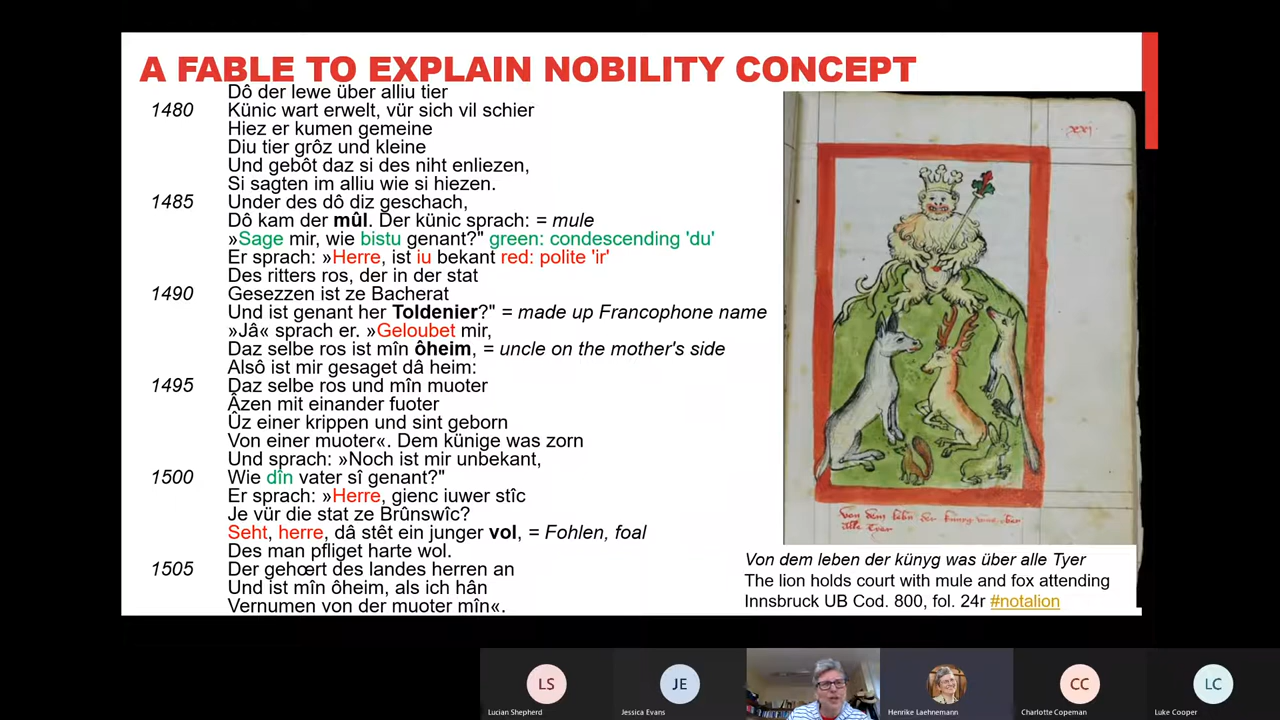 A FABLE TO EXPLAIN NOBILITY CONCEPT
Dô der lewe über alliu tier
1480 Künic wart erwelt, vür sich vil schier
Hiez er kumen gemeine
Diu tier grôz und kleine
Und gebôt daz si des niht enliezen,
Si sagten im alliu wie si hiezen.
1485 Under des dô diz geschach,
Dô kam der mûl. Der künic sprach: = mule
»Sage mir, wie bistu genant?" green: condescending 'du'
Er sprach: »Herre, ist iu bekant red: polite 'ir'
Des ritters ros, der in der stat
1490 Gesezzen ist ze Bacherat
Und ist genant her Toldenier?" = made up Francophone name
»Jâ« sprach er. »Geloubet mir,
Daz selbe ros ist mîn ôheim, = uncle on the mother's side
Alsô ist mir gesaget dâ heim:
1495 Daz selbe ros und mîn muoter
Âzen mit einander fuoter
Ûz einer krippen und sint geborn
Von einer muoter«. Dem künige was zorn
Und sprach: »Noch ist mir unbekant,
1500 Wie dîn vater sî genant?"
Er sprach: »Herre, gienc iuwer stîc
Je vür die stat ze Brûnswîc?
Seht, herre, dâ stêt ein junger vol, = Fohlen, foal
Des man pfliget harte wol.
1505 Der gehœrt des landes herren an
Und ist mîn ôheim, als ich hân
Vernumen von der muoter mîn«.
xxj
Von dem leben der künyg was über alle Tyer
The lion holds court with mule and fox attending
Innsbruck UB Cod. 800, fol. 24r #notalion
LS
Lucian Shepherd
JE
Jessica Evans
Henrike Laehnemann
CC
Charlotte Copeman
LC
Luke Cooper